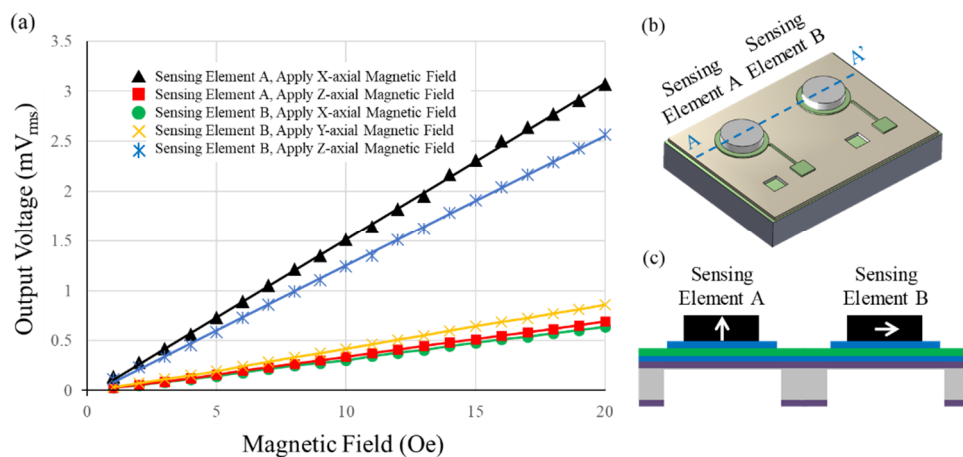 (a)
3.5
3
2.5
2
1.5
1
0.5
0
Output Voltage (mVrms)
Sensing Element A, Apply X-axial Magnetic Field
Sensing Element A, Apply Z-axial Magnetic Field
Sensing Element B, Apply X-axial Magnetic Field
Sensing Element B, Apply Y-axial Magnetic Field
Sensing Element B, Apply Z-axial Magnetic Field
0 5 10 15 20
Magnetic Field (Oe)
(b)
Sensing
Element A
Sensing
Element B
A
A'
(c)
Sensing
Element A
Sensing
Element B